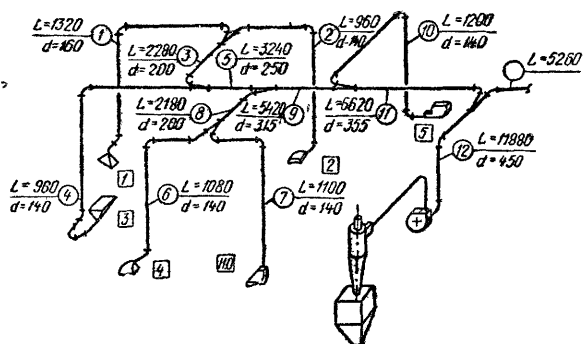 L=1320
d=160
1
L=2280
d=200
3
5
L=3240
d=250
2
L=960
d=140
10
L=1200
d=140
L=5260
L=2180
d=200
8
L=5420
d=315
9
L=6620
d=355
11
5
L=960
d=140
4
1
3
6
L=1080
d=140
7
L=1100
d=140
2
12
L=11880
d=450
4
110